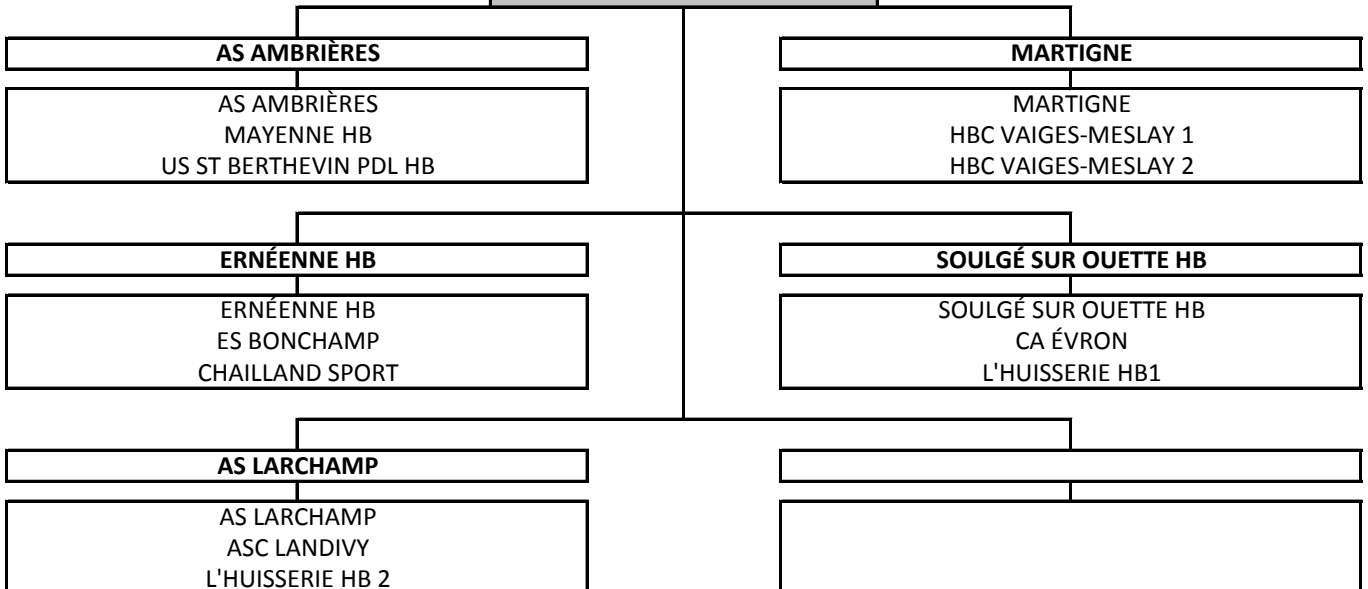 AS AMBRIÈRES
AS AMBRIÈRES
MAYENNE HB
US ST BERTHEVIN PDL HB
MARTIGNE
MARTIGNE
HBC VAIGES-MESLAY 1
HBC VAIGES-MESLAY 2
ERNÉENNE HB
ERNÉENNE HB
ES BONCHAMP
CHAILLAND SPORT
SOULGÉ SUR OUETTE HB
SOULGÉ SUR OUETTE HB
CA ÉVRON
L'HUISSERIE HB1
AS LARCHAMP
AS LARCHAMP
ASC LANDIVY
L'HUISSERIE HB 2